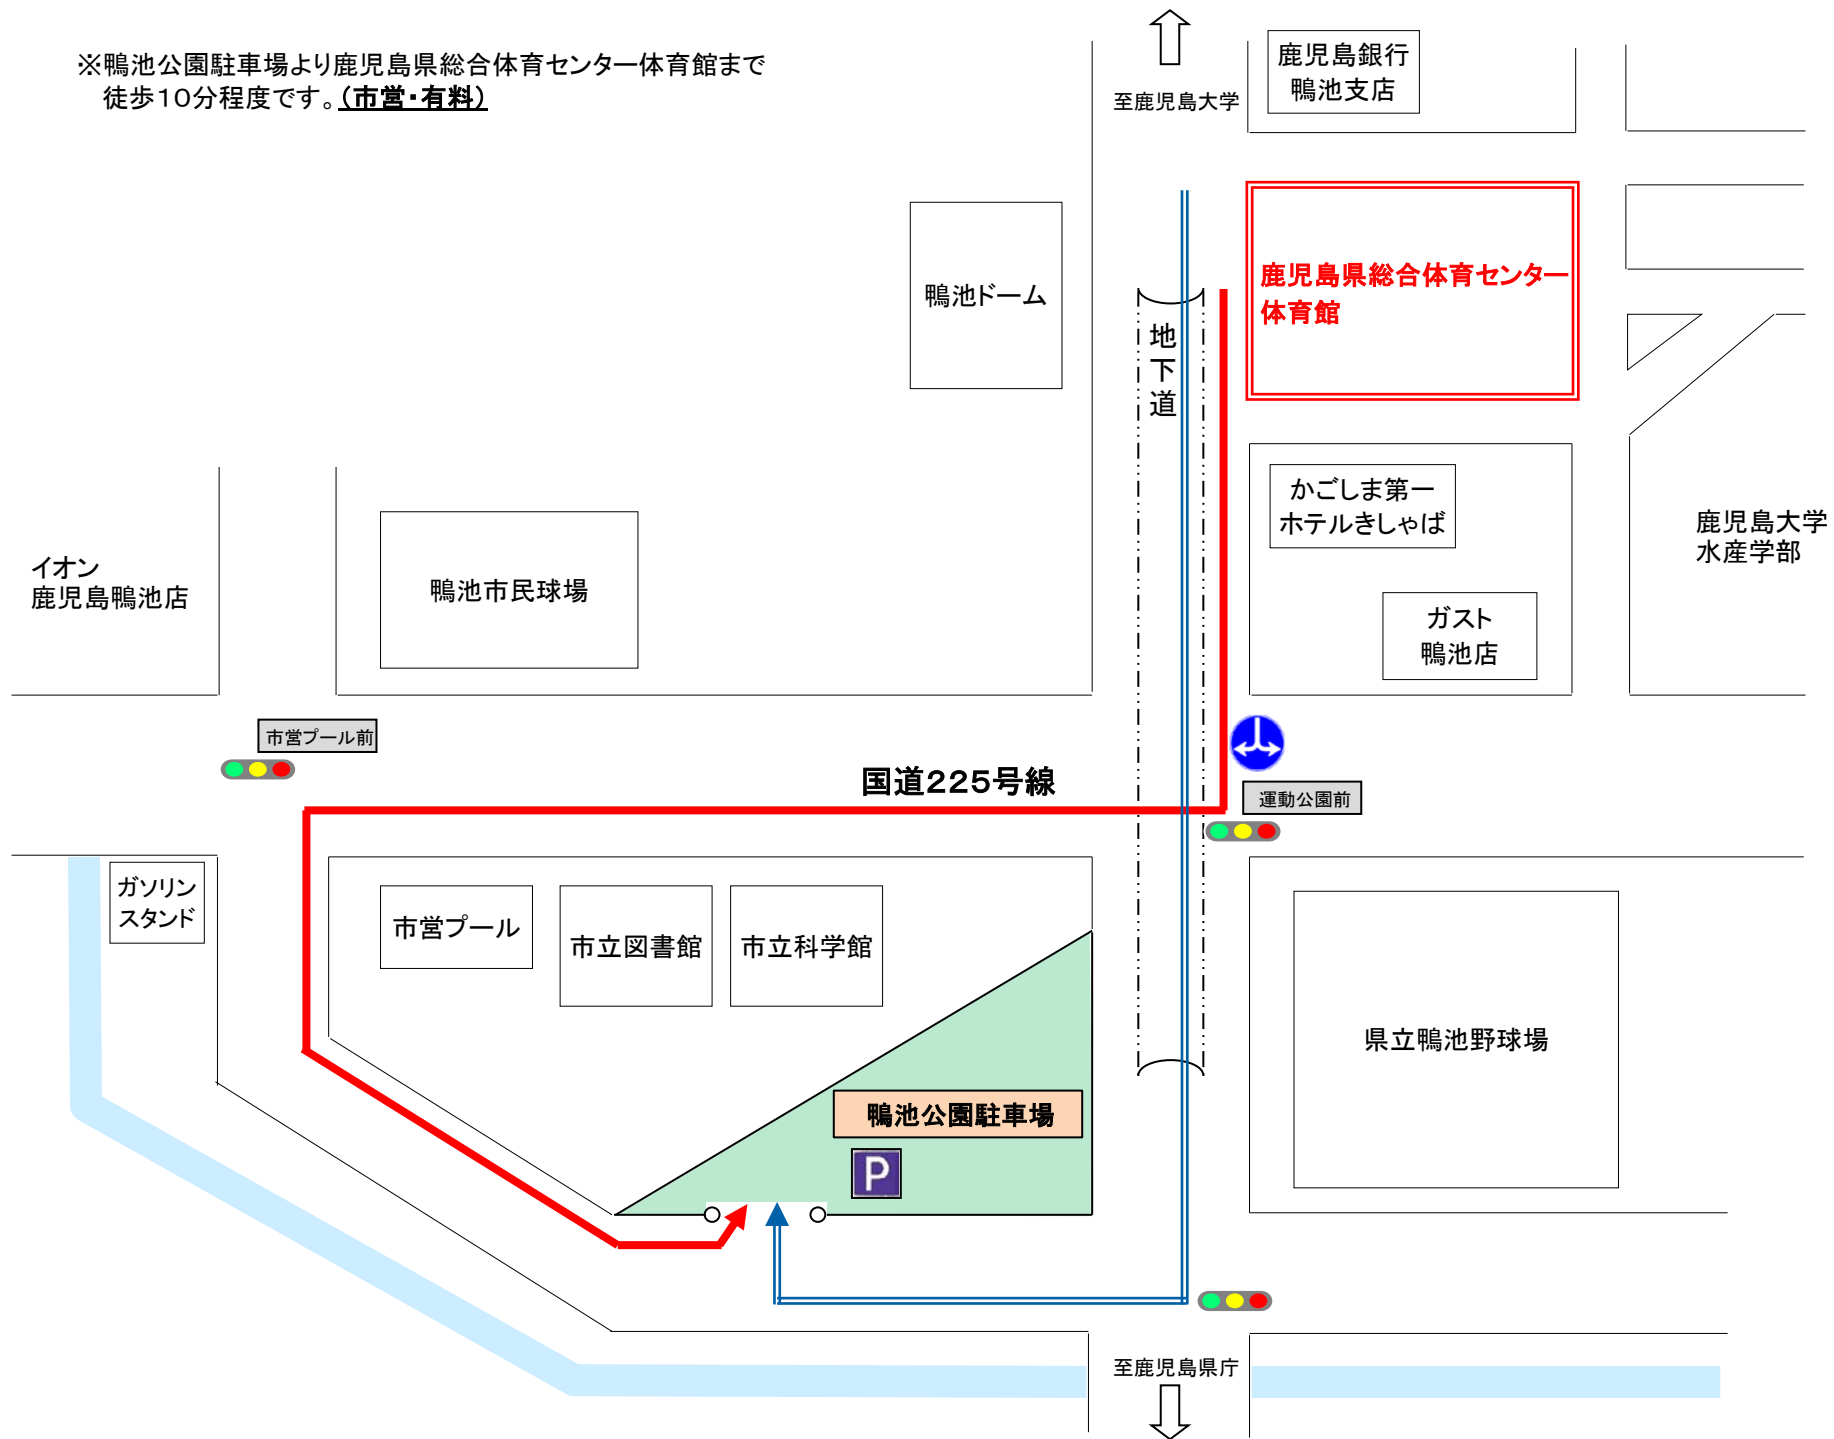 ※鴨池公園駐車場より鹿児島県総合体育センター体育館まで
徒歩10分程度です。(市営・有料)
至鹿児島大学
鹿児島銀行
鴨池支店
鴨池ドーム
地
下
道
鹿児島県総合体育センター
体育館
かごしま第一
ホテルきしゃば
ガスト
鴨池店
鹿児島大学
水産学部
イオン
鹿児島鴨池店
鴨池市民球場
市営プール前
国道225号線
運動公園前
ガソリン
スタンド
市営プール
市立図書館
市立科学館
県立鴨池野球場
鴨池公園駐車場
P
至鹿児島県庁